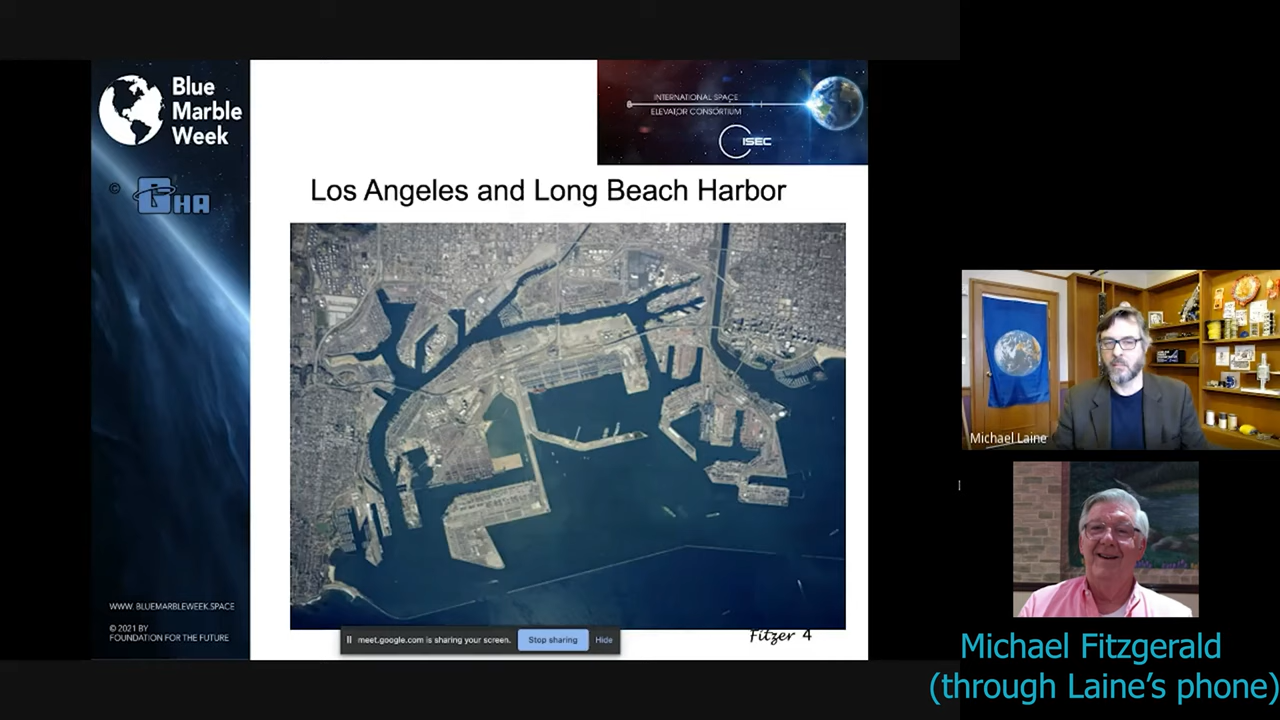 Blue
Marble
Week
©
GHA
INTERNATIONAL SPACE
ELEVATOR CONSORTIUM
ISEC
Los Angeles and Long Beach Harbor
WWW. BLUEMARBLEWEEK.SPACE
© 2021 BY
FOUNDATION FOR THE FUTURE
meet.google.com is sharing your screen.
Stop sharing
Hide
Fitzer 4
Michael Laine
Michael Fitzgerald
(through Laine's phone)